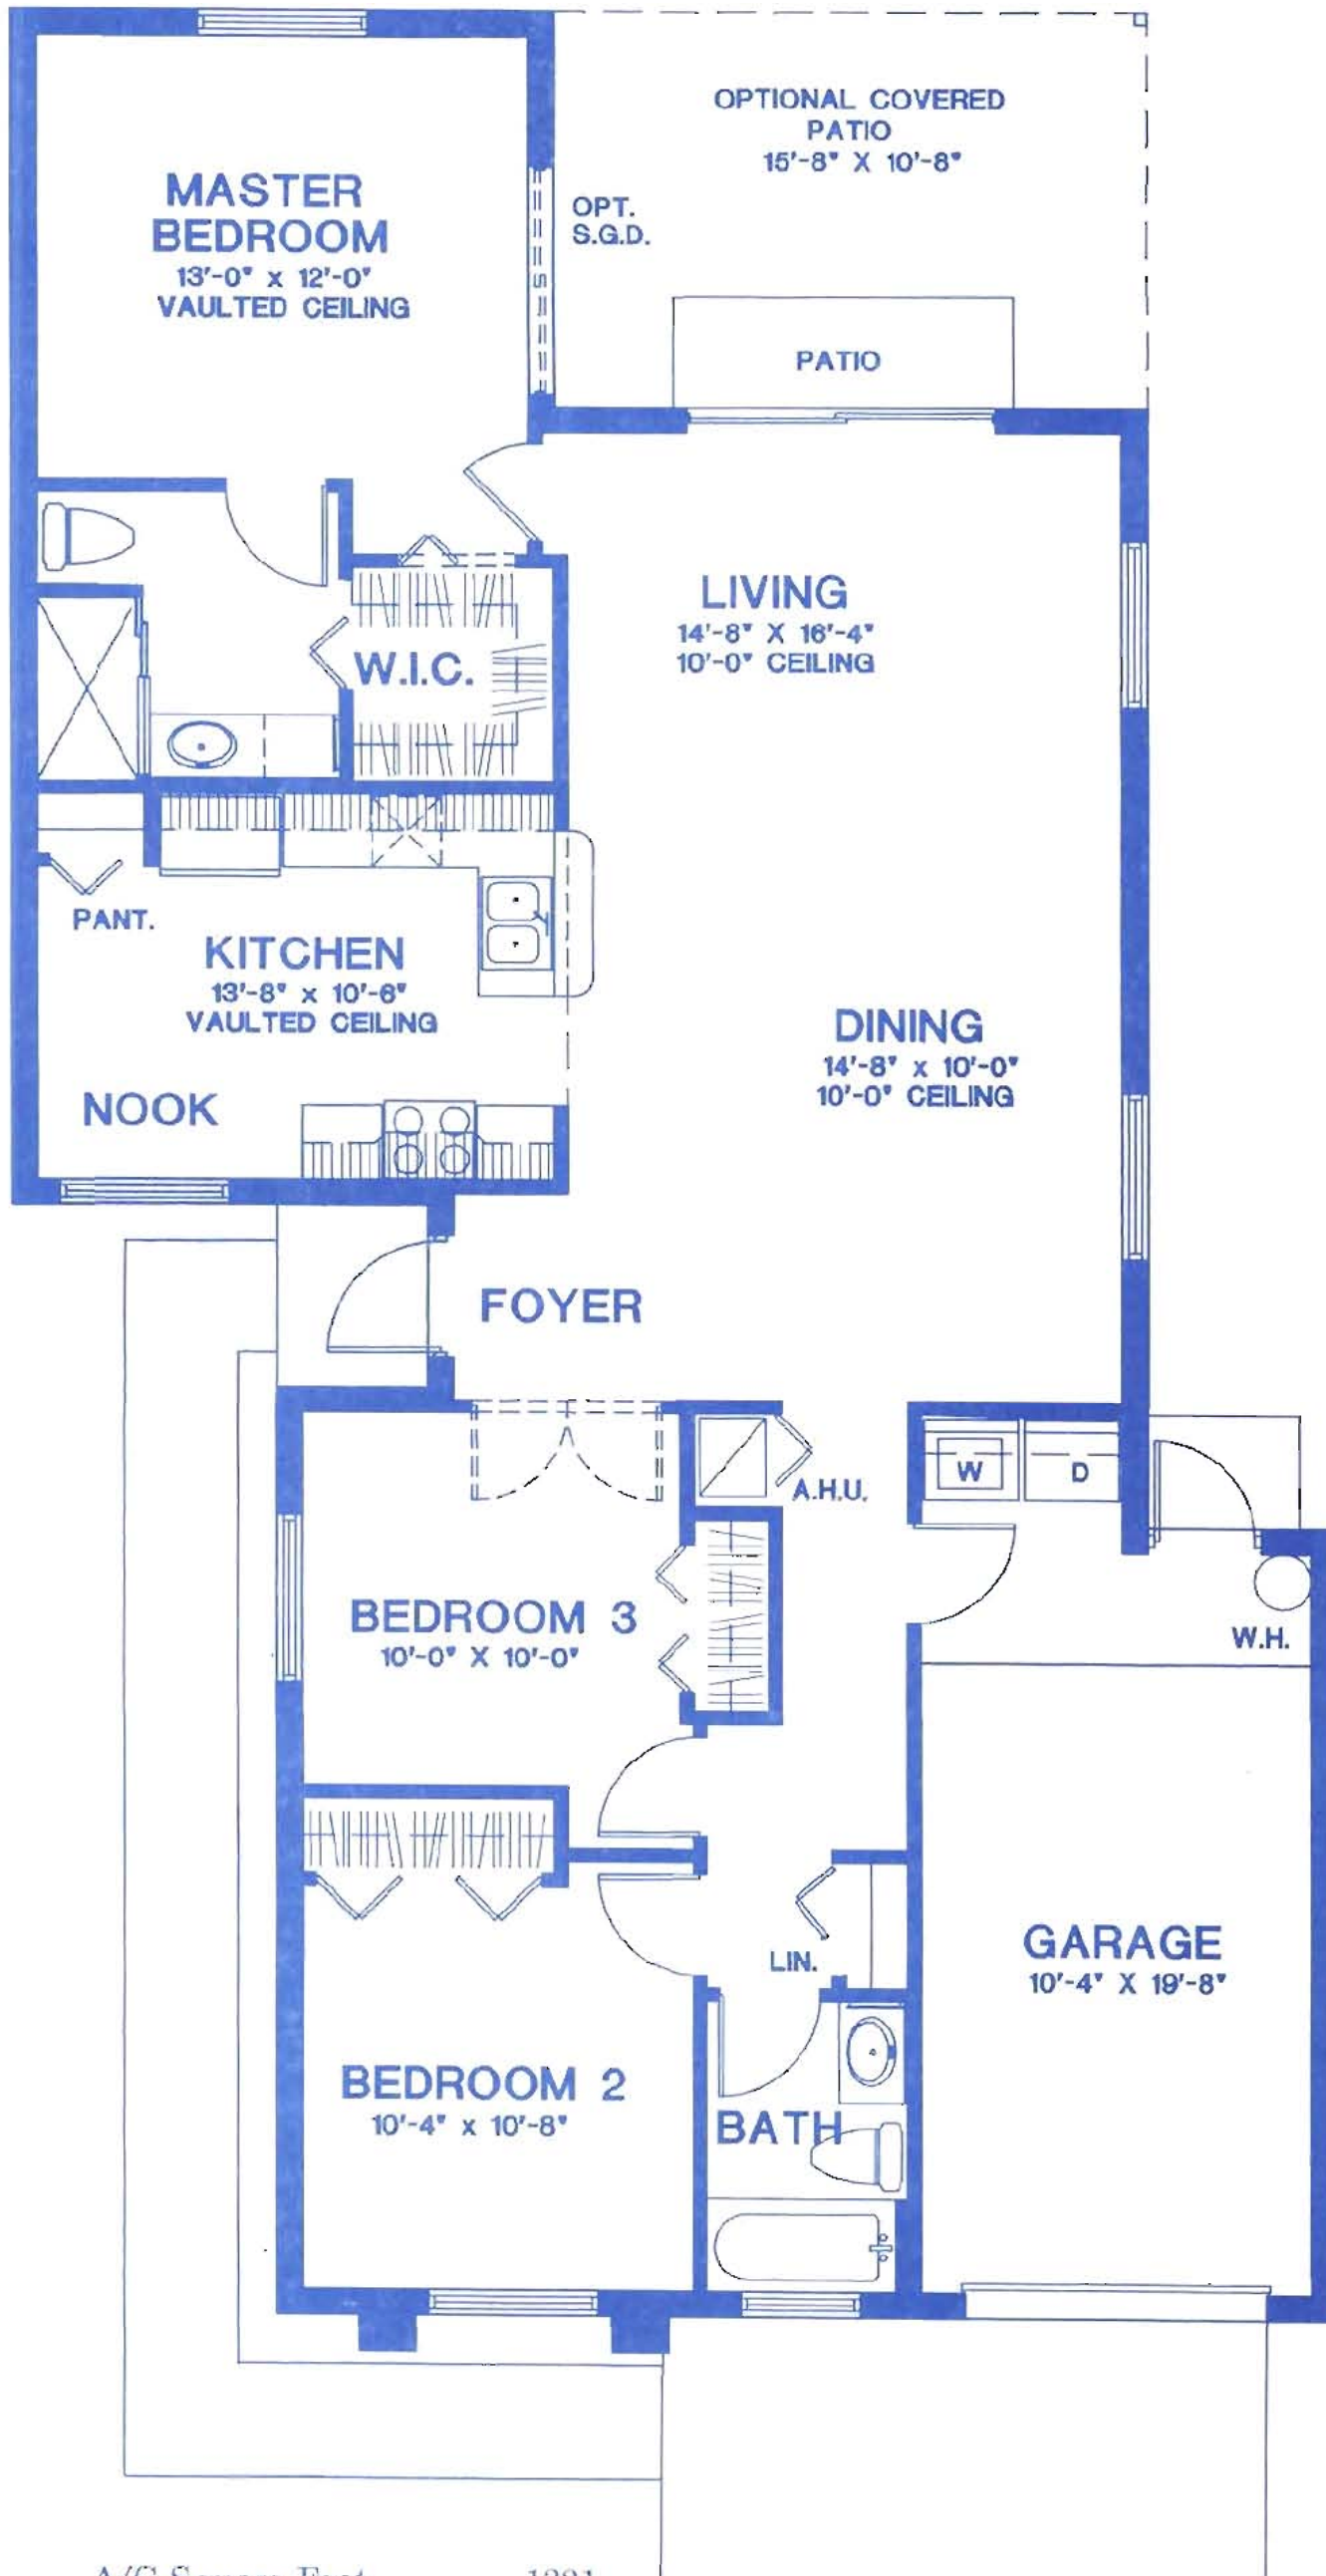 OPTIONAL COVERED
PATIO
15'-8" X 10'-8"
MASTER
BEDROOM
13'-0" x 12'-0"
VAULTED CEILING
OPT.
S.G.D.
PATIO
LIVING
14'-8" X 16'-4"
10'-0" CEILING
W.I.C.
PANT.
KITCHEN
13'-8" x 10'-6"
VAULTED CEILING
DINING
14'-8" x 10'-0"
10'-0" CEILING
NOOK
FOYER
W
D
A.H.U.
BEDROOM 3
10'-0" X 10'-0"
W.H.
GARAGE
10'-4" X 19'-8"
LIN.
BEDROOM 2
10'-4" x 10'-8"
BATH